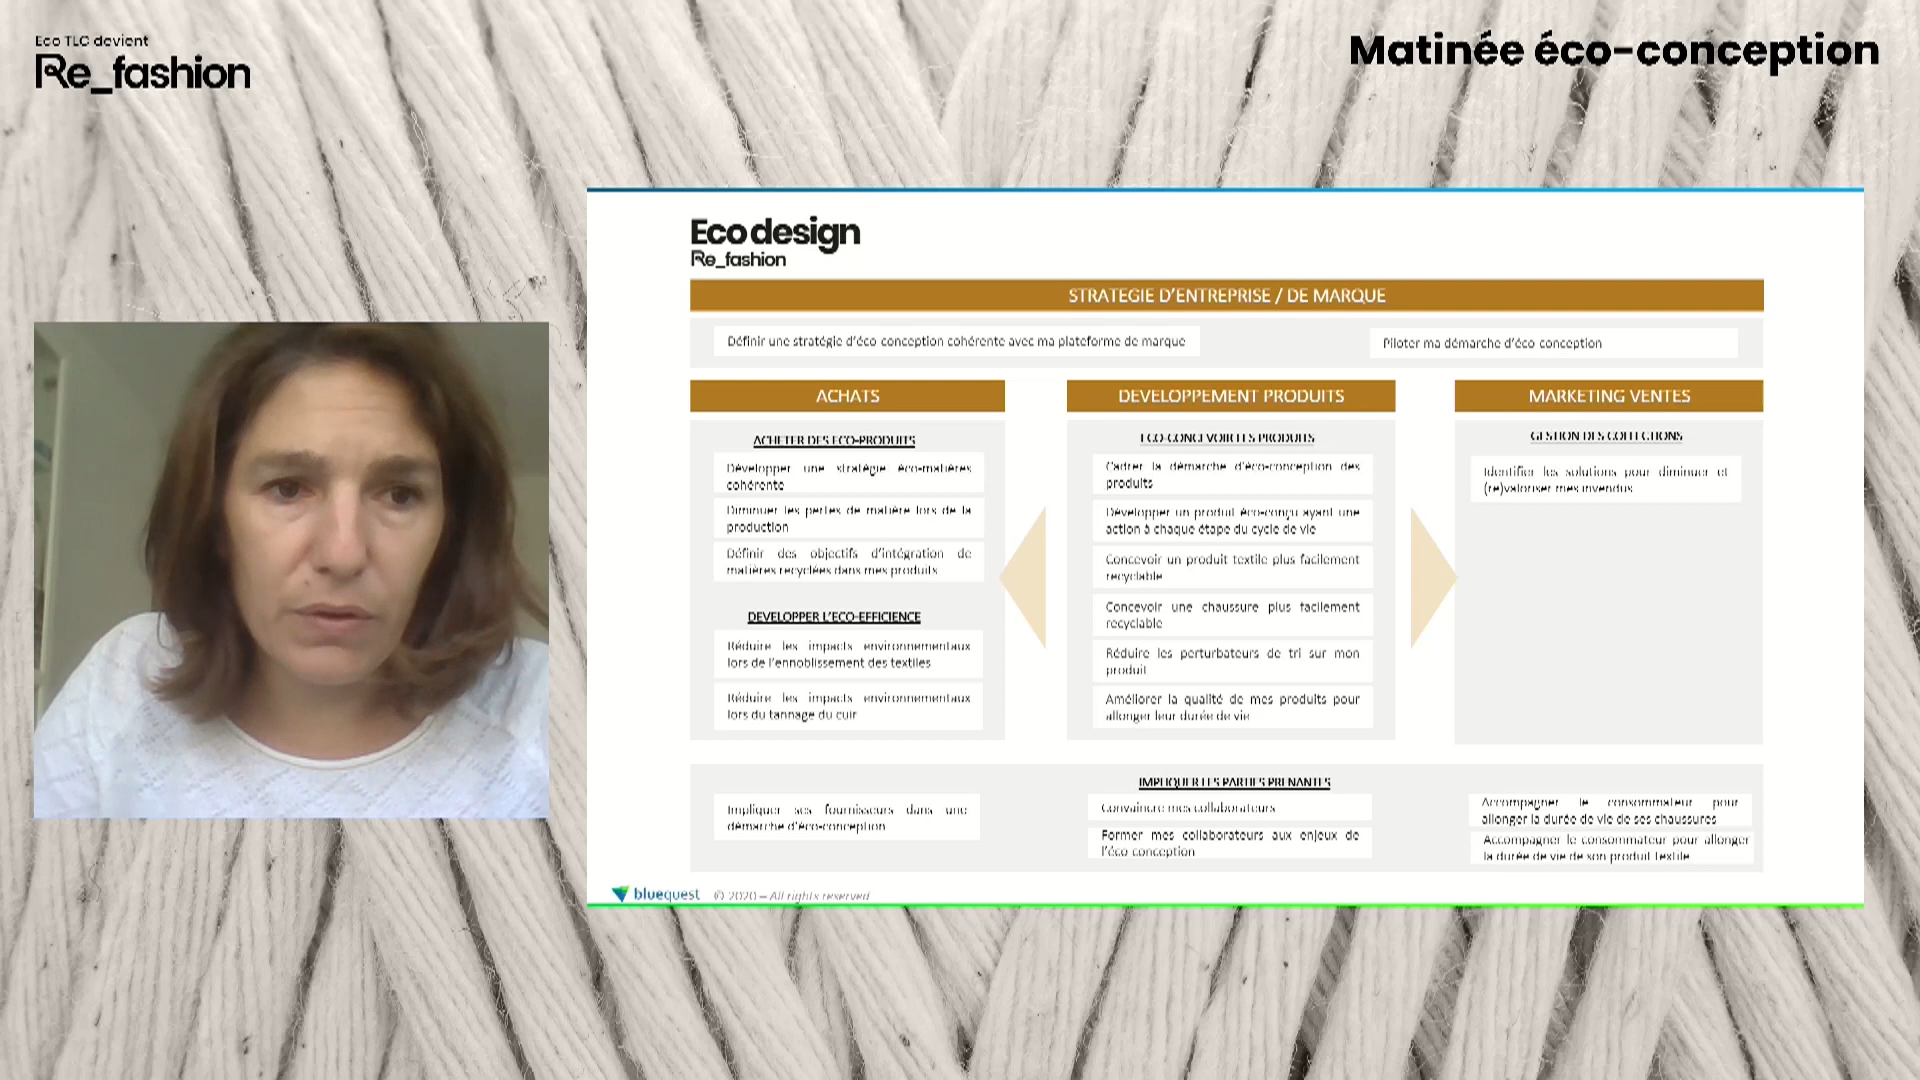 Eco TLC devient
Re_fashion
Matinée éco-conception
Eco design
Re_fashion
STRATEGIE D'ENTREPRISE / DE MARQUE
Définir une stratégie d'éco conception cohérente avec ma plateforme de marque
Piloter ma démarche d'éco conception
ACHATS
ACHETER DES ECO-PRODUITS
Développer une stratégie éco-matières
cohérente
Diminuer les pertes de matière lors de la
production
Définir des objectifs d'intégration de
matières recyclées dans mes produits
DEVELOPPER L'ECO-EFFICIENCE
Réduire les impacts environnementaux
lors de l'ennoblissement des textiles
Réduire les impacts environnementaux
lors du tannage du cuir
DEVELOPPEMENT PRODUITS
ECO-CONCEVOIR LES PRODUITS
Cadrer la démarche d'éco-conception des
produits
Développer un produit éco-conçu ayant une
action à chaque étape du cycle de vie
Concevoir un produit textile plus facilement
recyclable
Concevoir une chaussure plus facilement
recyclable
Réduire les perturbateurs de tri sur mon
produit
Améliorer la qualité de mes produits pour
allonger leur durée de vie
MARKETING VENTES
GESTION DES COLLECTIONS
Identifier les solutions pour diminuer et
(re)valoriser mes invendus
IMPLIQUER LES PARTIES PRENANTES
Impliquer ses fournisseurs dans une
démarche d'éco-conception
Convaincre mes collaborateurs
Former mes collaborateurs aux enjeux de
l'éco conception
Accompagner le consommateur pour
allonger la durée de vie de ses chaussures
Accompagner le consommateur pour allonger
la durée de vie de son produit textile
bluequest © 2020 – All rights reserved